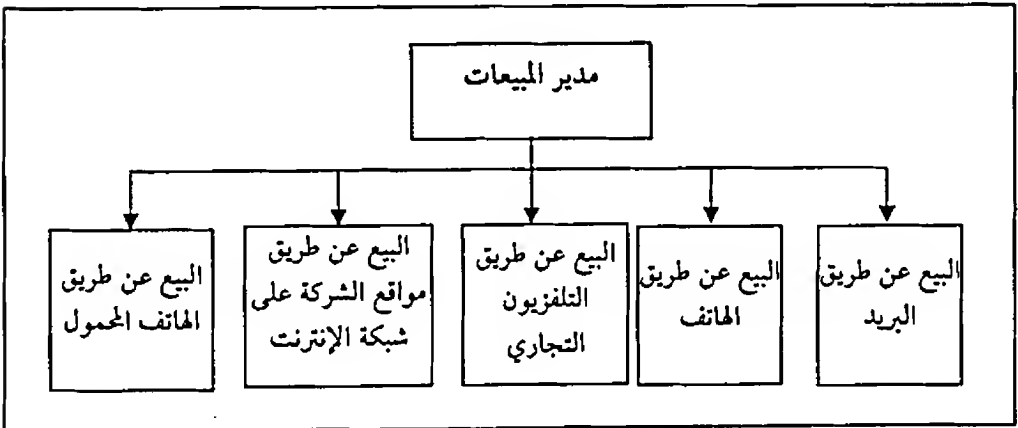 مدير المبيعات
البيع عن طريق
البريد
البيع عن طريق
الهاتف
البيع عن طريق
التلفزيون
التجاري
البيع عن طريق
مواقع الشركة على
شبكة الإنترنت
البيع عن طريق
الهاتف المحمول